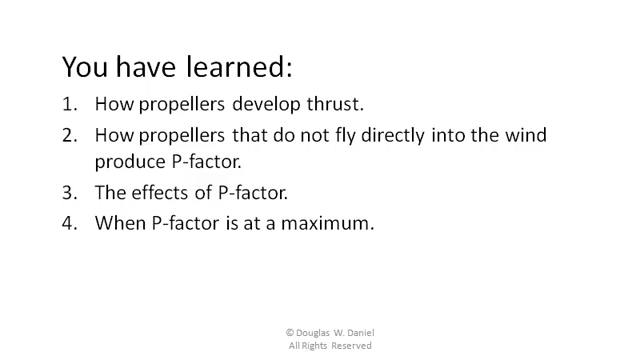 You have learned:
1. How propellers develop thrust.
2. How propellers that do not fly directly into the wind
produce P-factor.
3. The effects of P-factor.
4. When P-factor is at a maximum.
© Douglas W. Daniel
All Rights Reserved